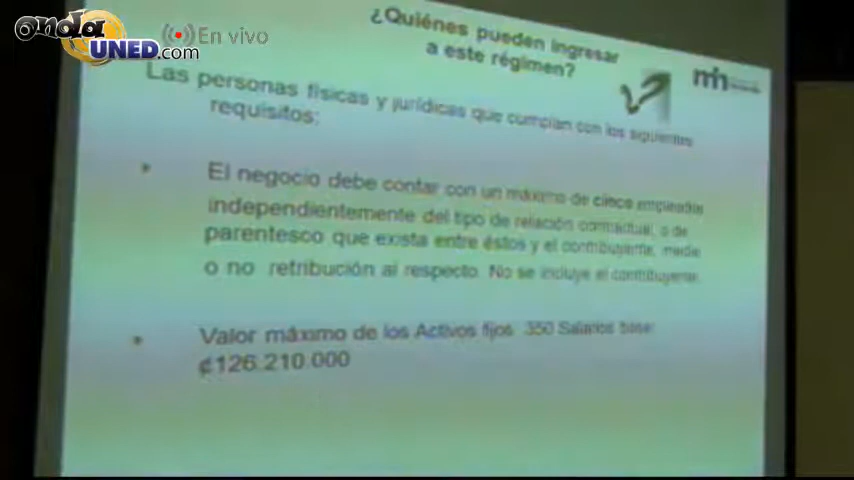 onda
UNED.com
En vivo
¿Quiénes pueden ingresar
a este régimen?
Las personas físicas y jurídicas que cumplan con los siguientes
requisitos:
El negocio debe contar con un máximo de cinco empleados
independientemente del tipo de relación contractual, o de
parentesco que exista entre éstos y el contribuyente, medie
o no retribución al respecto. No se incluye el contribuyente.
Valor máximo de los Activos fijos 350 Salarios base:
¢126.210.000